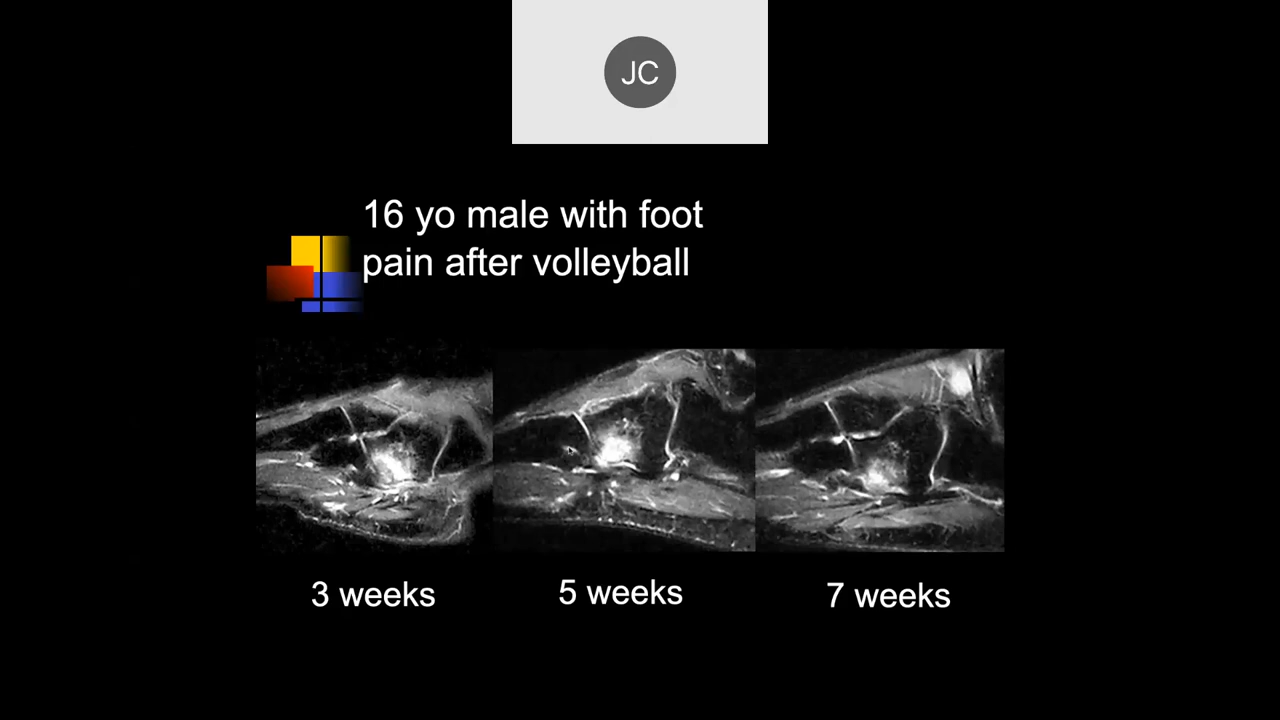 JC
16 yo male with foot
pain after volleyball
3 weeks
5 weeks
7 weeks